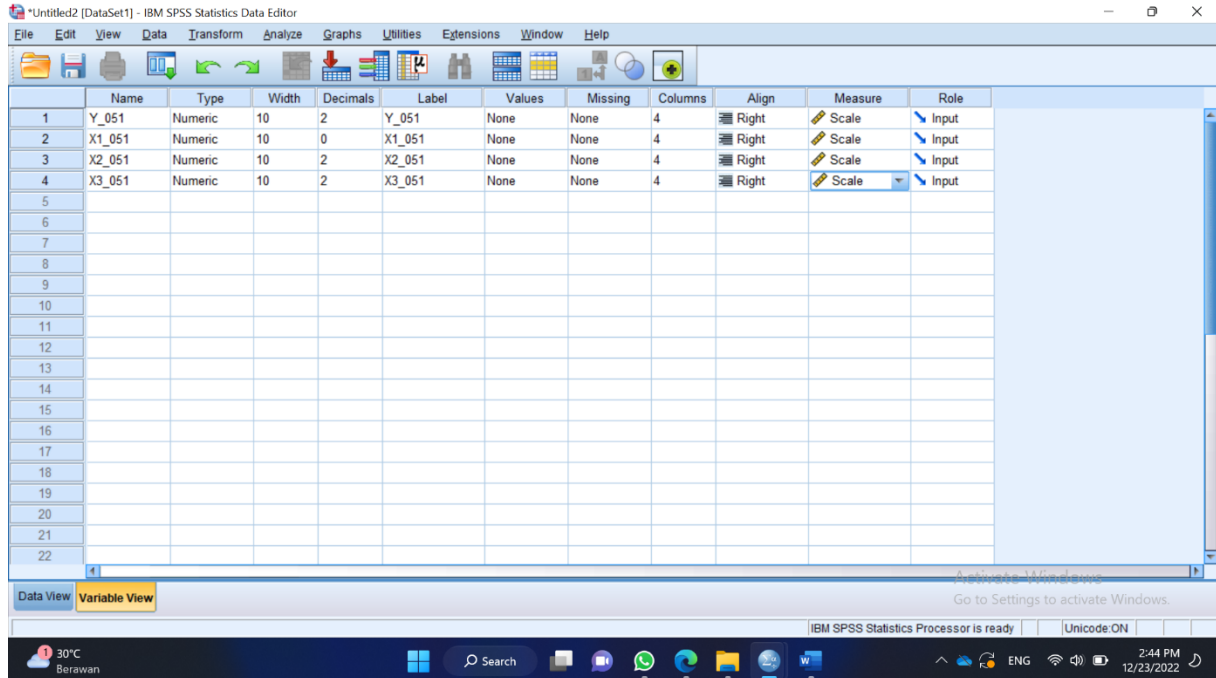 *Untitled2 [DataSet1] - IBM SPSS Statistics Data Editor
File Edit View Data Transform Analyze Graphs Utilities Extensions Window Help
Name Type Width Decimals Label Values Missing Columns Align Measure Role
1 Y_051 Numeric 10 2 Y_051 None None 4 Right Scale Input
2 X1_051 Numeric 10 0 X1_051 None None 4 Right Scale Input
3 X2_051 Numeric 10 2 X2_051 None None 4 Right Scale Input
4 X3_051 Numeric 10 2 X3_051 None None 4 Right Scale Input
5
6
7
8
9
10
11
12
13
14
15
16
17
18
19
20
21
22
Activate Windows
Data View Variable View Go to Settings to activate Windows.
IBM SPSS Statistics Processor is ready Unicode:ON
1 30°C Search ENG 2:44 PM
Berawan 12/23/2022